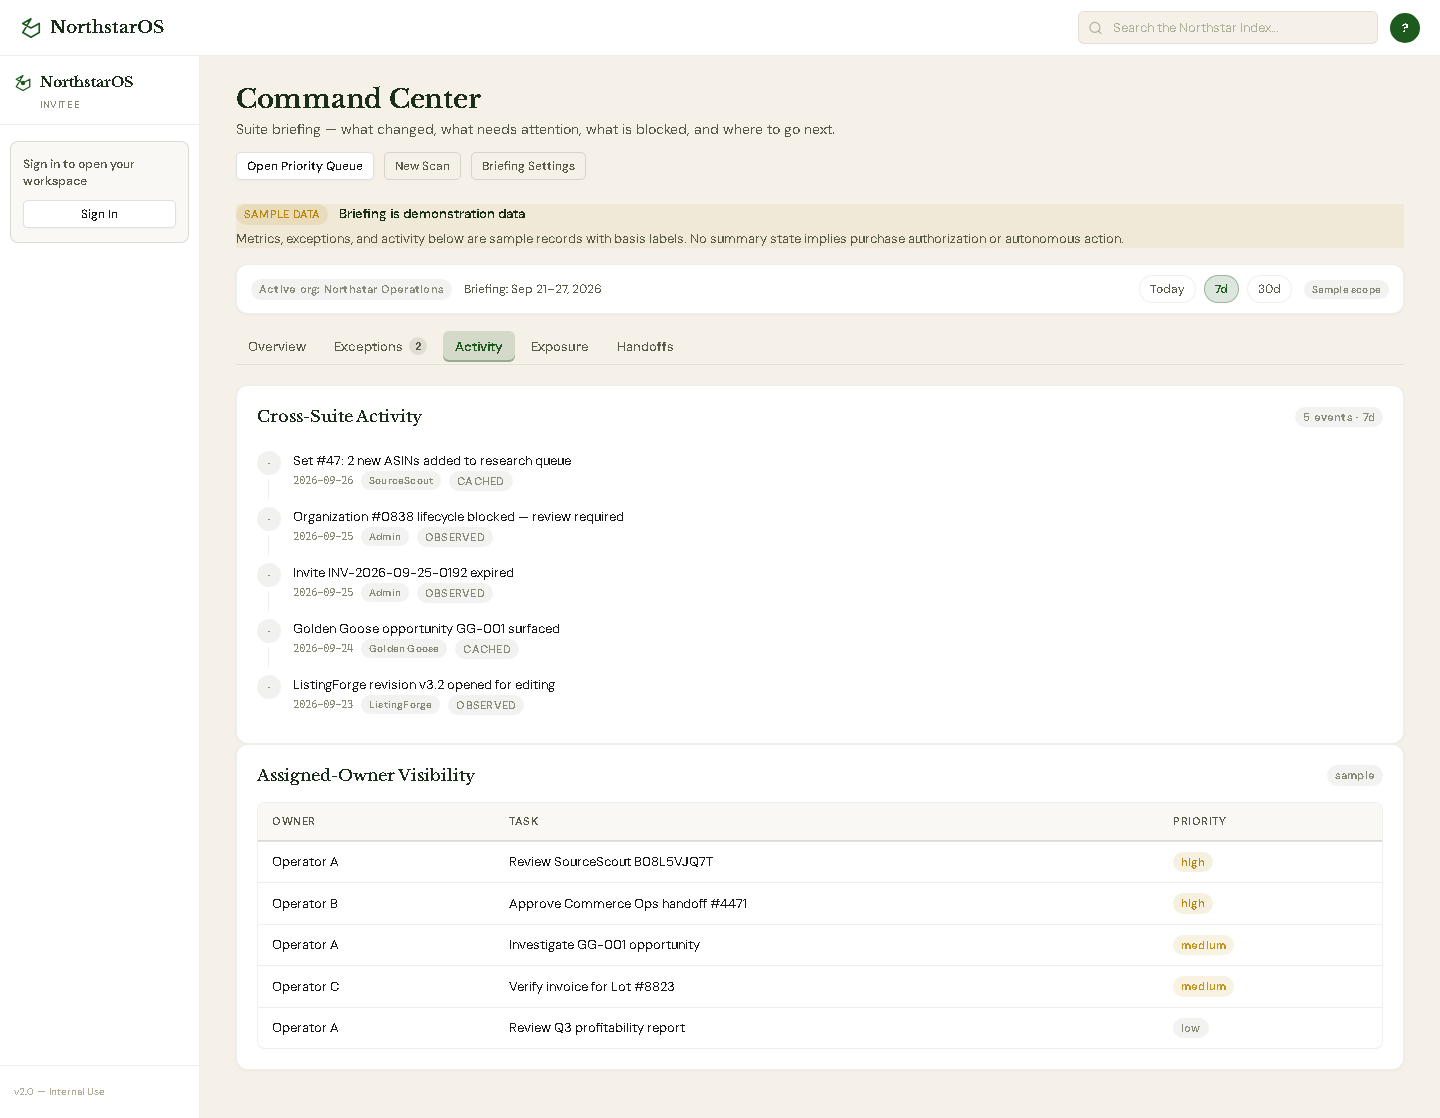 NorthstarOS
Search the Northstar Index...
?
NorthstarOS
INVITEE
Sign in to open your
workspace
Sign In
Command Center
Suite briefing — what changed, what needs attention, what is blocked, and where to go next.
Open Priority Queue
New Scan
Briefing Settings
SAMPLE DATA Briefing is demonstration data
Metrics, exceptions, and activity below are sample records with basis labels. No summary state implies purchase authorization or autonomous action.
Active org: Northstar Operations Briefing: Sep 21–27, 2026 Today 7d 30d Sample scope
Overview Exceptions 2 Activity Exposure Handoffs
Cross-Suite Activity 5 events · 7d
Set #47: 2 new ASINs added to research queue
2026-09-26 SourceScout CACHED
Organization #0838 lifecycle blocked — review required
2026-09-25 Admin OBSERVED
Invite INV-2026-09-25-0192 expired
2026-09-25 Admin OBSERVED
Golden Goose opportunity GG-001 surfaced
2026-09-24 Golden Goose CACHED
ListingForge revision v3.2 opened for editing
2026-09-23 ListingForge OBSERVED
Assigned-Owner Visibility sample
OWNER TASK PRIORITY
Operator A Review SourceScout B08L5VJQ7T high
Operator B Approve Commerce Ops handoff #4471 high
Operator A Investigate GG-001 opportunity medium
Operator C Verify invoice for Lot #8823 medium
Operator A Review Q3 profitability report low
v2.0 — Internal Use